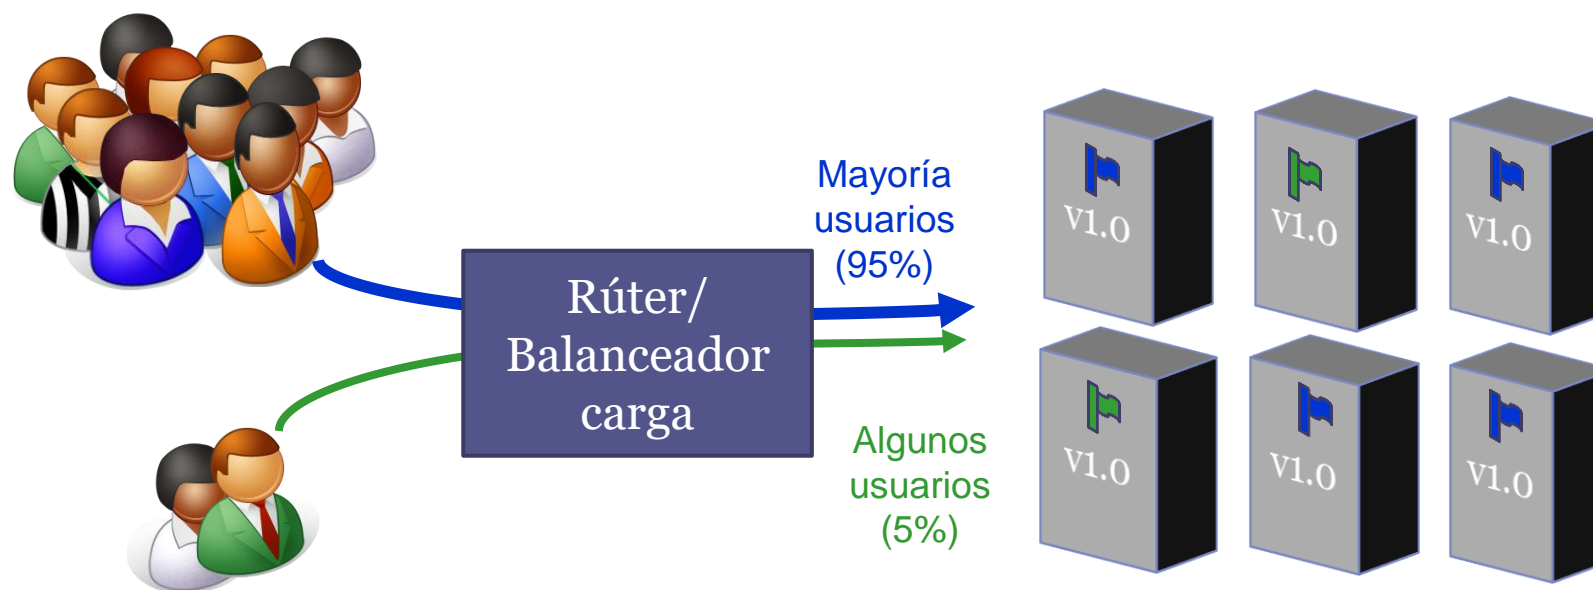 Mayoría
usuarios
(95%)
Rúter/
Balanceador
carga
Algunos
usuarios
(5%)
v1.0
v1.0
v1.0
v1.0
v1.0
v1.0